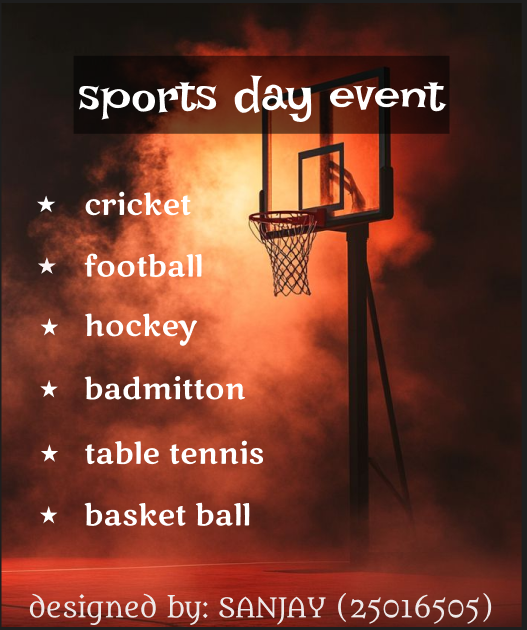 sports day event
★ cricket
★ football
★ hockey
★ badmitton
★ table tennis
★ basket ball
designed by: SANJAY (25016505)